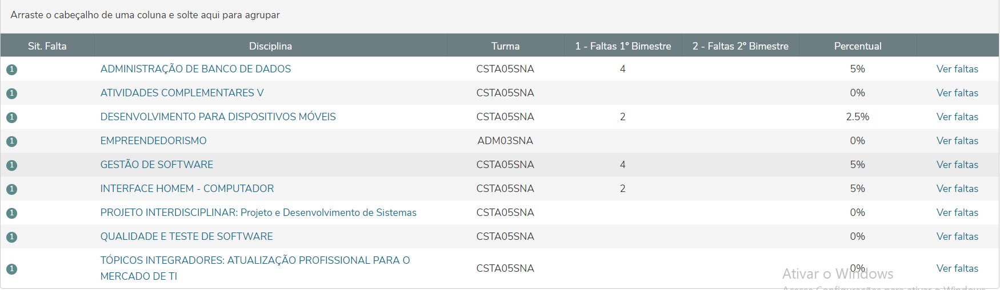 Arraste o cabeçalho de uma coluna e solte aqui para agrupar
Sit. Falta Disciplina Turma 1 - Faltas 1º Bimestre 2 - Faltas 2º Bimestre Percentual
1 ADMINISTRAÇÃO DE BANCO DE DADOS CSTA05SNA 4 5% Ver faltas
1 ATIVIDADES COMPLEMENTARES V CSTA05SNA 0% Ver faltas
1 DESENVOLVIMENTO PARA DISPOSITIVOS MÓVEIS CSTA05SNA 2 2.5% Ver faltas
1 EMPREENDEDORISMO ADM03SNA 0% Ver faltas
1 GESTÃO DE SOFTWARE CSTA05SNA 4 5% Ver faltas
1 INTERFACE HOMEM - COMPUTADOR CSTA05SNA 2 5% Ver faltas
1 PROJETO INTERDISCIPLINAR: Projeto e Desenvolvimento de Sistemas CSTA05SNA 0% Ver faltas
1 QUALIDADE E TESTE DE SOFTWARE CSTA05SNA 0% Ver faltas
1 TÓPICOS INTEGRADORES: ATUALIZAÇÃO PROFISSIONAL PARA O
MERCADO DE TI CSTA05SNA 0% Ver faltas
Ativar o Windows
Acesse Configurações para ativar o Windows.